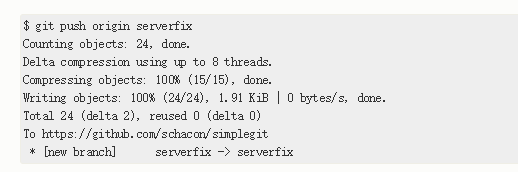 $ git push origin serverfix
Counting objects: 24, done.
Delta compression using up to 8 threads.
Compressing objects: 100% (15/15), done.
Writing objects: 100% (24/24), 1.91 KiB | 0 bytes/s, done.
Total 24 (delta 2), reused 0 (delta 0)
To https://github.com/schacon/simplegit
 * [new branch]      serverfix -> serverfix